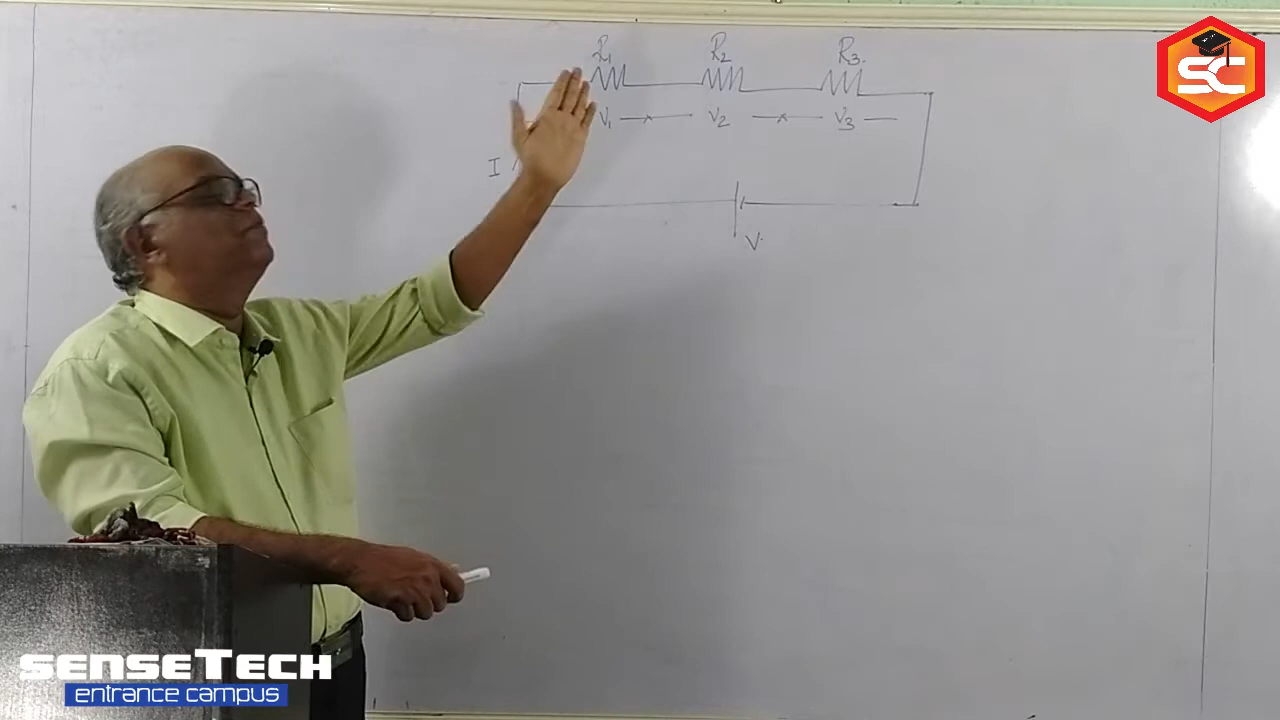 R1 R2 R3.
V1 V2 V3
I
V.
SC
SENSETECH
entrance campus